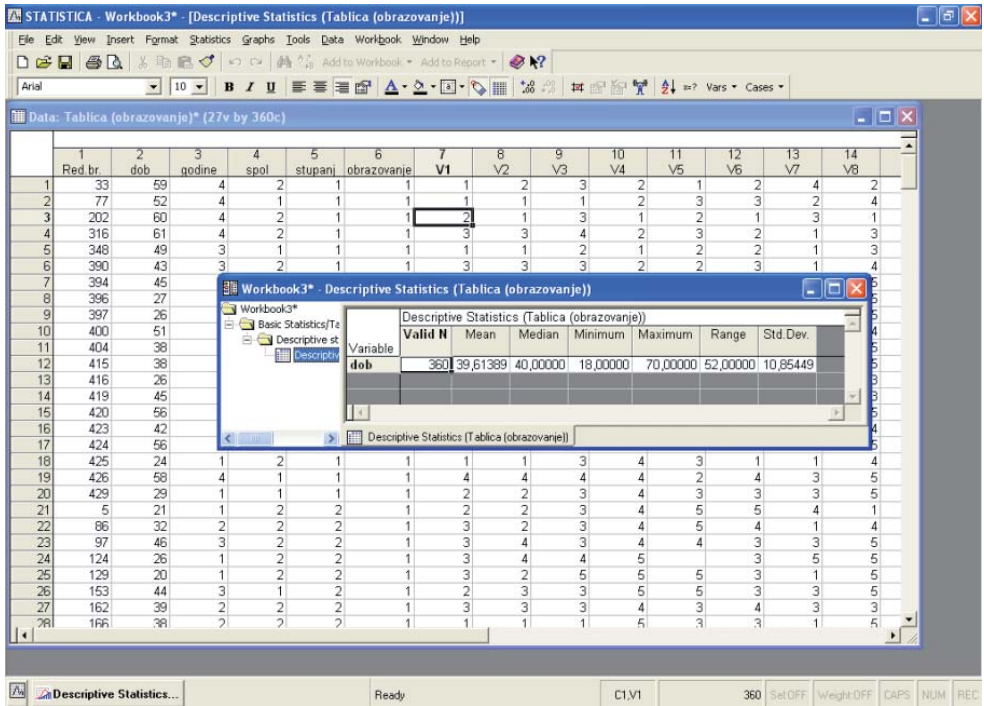 STATISTICA - Workbook3* - [Descriptive Statistics (Tablica (obrazovanje))]
File Edit View Insert Format Statistics Graphs Tools Data Workbook Window Help
Add to Workbook Add to Report
Arial 10 B I U Vars Cases
Data: Tablica (obrazovanje)* (27v by 360c)
1 2 3 4 5 6 7 8 9 10 11 12 13 14
Red.br. dob godine spol stupanj obrazovanje V1 V2 V3 V4 V5 V6 V7 V8
1 33 59 4 2 1 1 1 2 3 2 1 2 4 2
2 77 52 4 1 1 1 1 1 1 2 3 3 2 4
3 202 60 4 2 1 1 2 1 3 1 2 1 3 1
4 316 61 4 2 1 1 3 3 4 2 3 2 1 3
5 348 49 3 1 1 1 1 1 2 1 2 2 1 3
6 390 43 3 2 1 1 3 3 3 2 2 3 1 4
7 394 45 5
8 396 27 5
9 397 26 5
10 400 51 4
11 404 38 5
12 415 38 5
13 416 26 3
14 419 45 3
15 420 56 5
16 423 42 4
17 424 56 5
Workbook3* - Descriptive Statistics (Tablica (obrazovanje))
Workbook3*
Basic Statistics/Ta
Descriptive st
Descriptiv
Descriptive Statistics (Tablica (obrazovanje))
Variable Valid N Mean Median Minimum Maximum Range Std.Dev.
dob 360 39,61389 40,00000 18,00000 70,00000 52,00000 10,85449
Descriptive Statistics (Tablica (obrazovanje))
18 425 24 1 2 1 1 1 1 3 4 3 1 1 4
19 426 58 4 1 1 1 4 4 4 4 2 4 3 5
20 429 29 1 1 1 1 2 2 3 4 3 3 3 5
21 5 21 1 2 2 1 2 2 3 4 5 5 4 1
22 86 32 2 2 2 1 3 2 3 4 5 4 1 4
23 97 46 3 2 2 1 3 4 3 4 4 3 3 5
24 124 26 1 2 2 1 3 4 4 5 3 5 5
25 129 20 1 2 2 1 3 2 5 5 5 3 1 5
26 153 44 3 1 2 1 2 3 3 5 5 3 3 5
27 162 39 2 2 2 1 3 3 3 4 3 4 3 3
28 166 38 2 2 2 1 1 1 1 5 3 3 1 5
Descriptive Statistics... Ready C1,V1 360 Sel:OFF Weight:OFF CAPS NUM REC